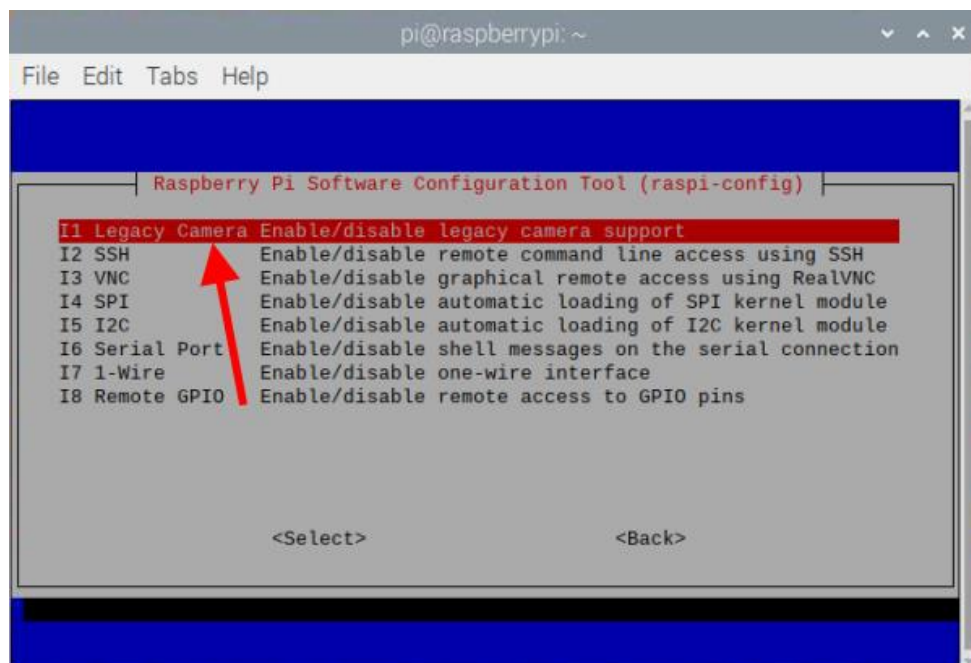 pi@raspberrypi: ~
File Edit Tabs Help
Raspberry Pi Software Configuration Tool (raspi-config)
I1 Legacy Camera Enable/disable legacy camera support
I2 SSH Enable/disable remote command line access using SSH
I3 VNC Enable/disable graphical remote access using RealVNC
I4 SPI Enable/disable automatic loading of SPI kernel module
I5 I2C Enable/disable automatic loading of I2C kernel module
I6 Serial Port Enable/disable shell messages on the serial connection
I7 1-Wire Enable/disable one-wire interface
I8 Remote GPIO Enable/disable remote access to GPIO pins
<Select> <Back>